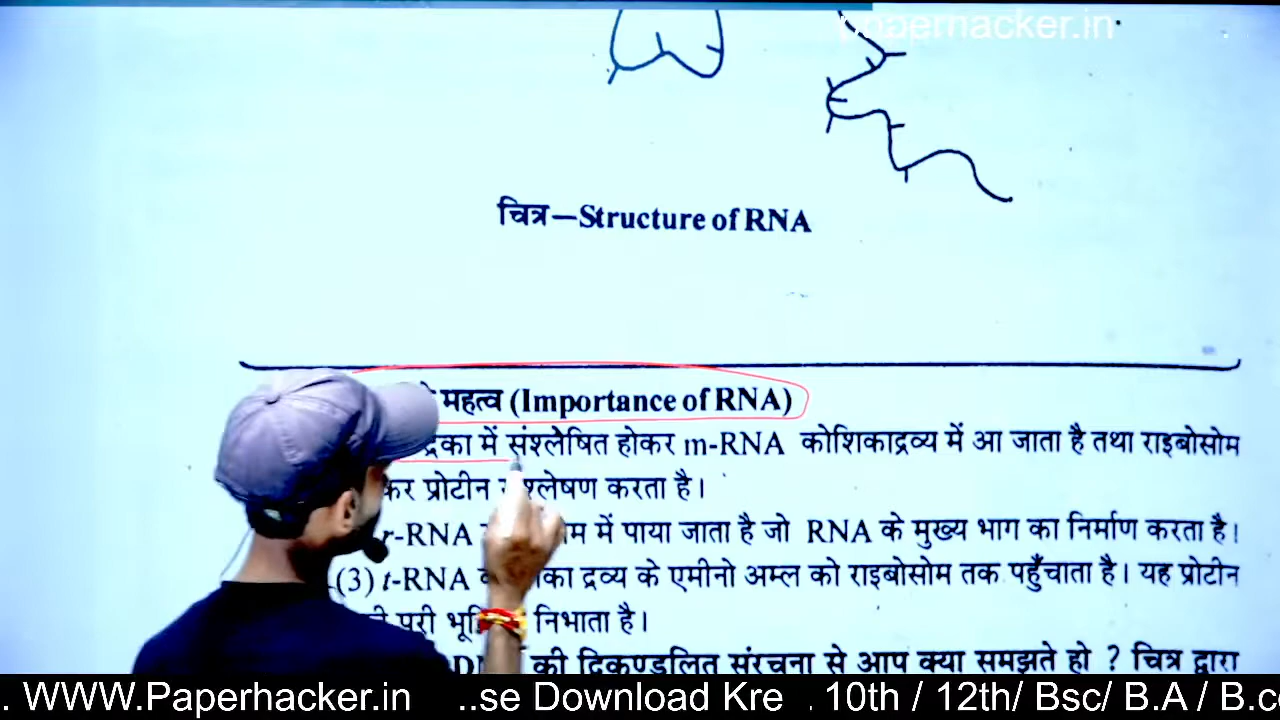 paperhacker.in
चित्र—Structure of RNA
महत्व (Importance of RNA)
में संश्लेषित होकर m-RNA कोशिकाद्रव्य में आ जाता है तथा राइबोसोम
कर प्रोटीन श्लेषण करता है।
r-RNA में पाया जाता है जो RNA के मुख्य भाग का निर्माण करता है।
(3) t-RNA का द्रव्य के एमीनो अम्ल को राइबोसोम तक पहुँचाता है। यह प्रोटीन
पूरी निभाता है।
की द्विकुण्डलित संरचना से आप क्या समझते हो ? चित्र द्वारा
. WWW.Paperhacker.in ..se Download Kre . 10th / 12th/ Bsc/ B.A / B.c